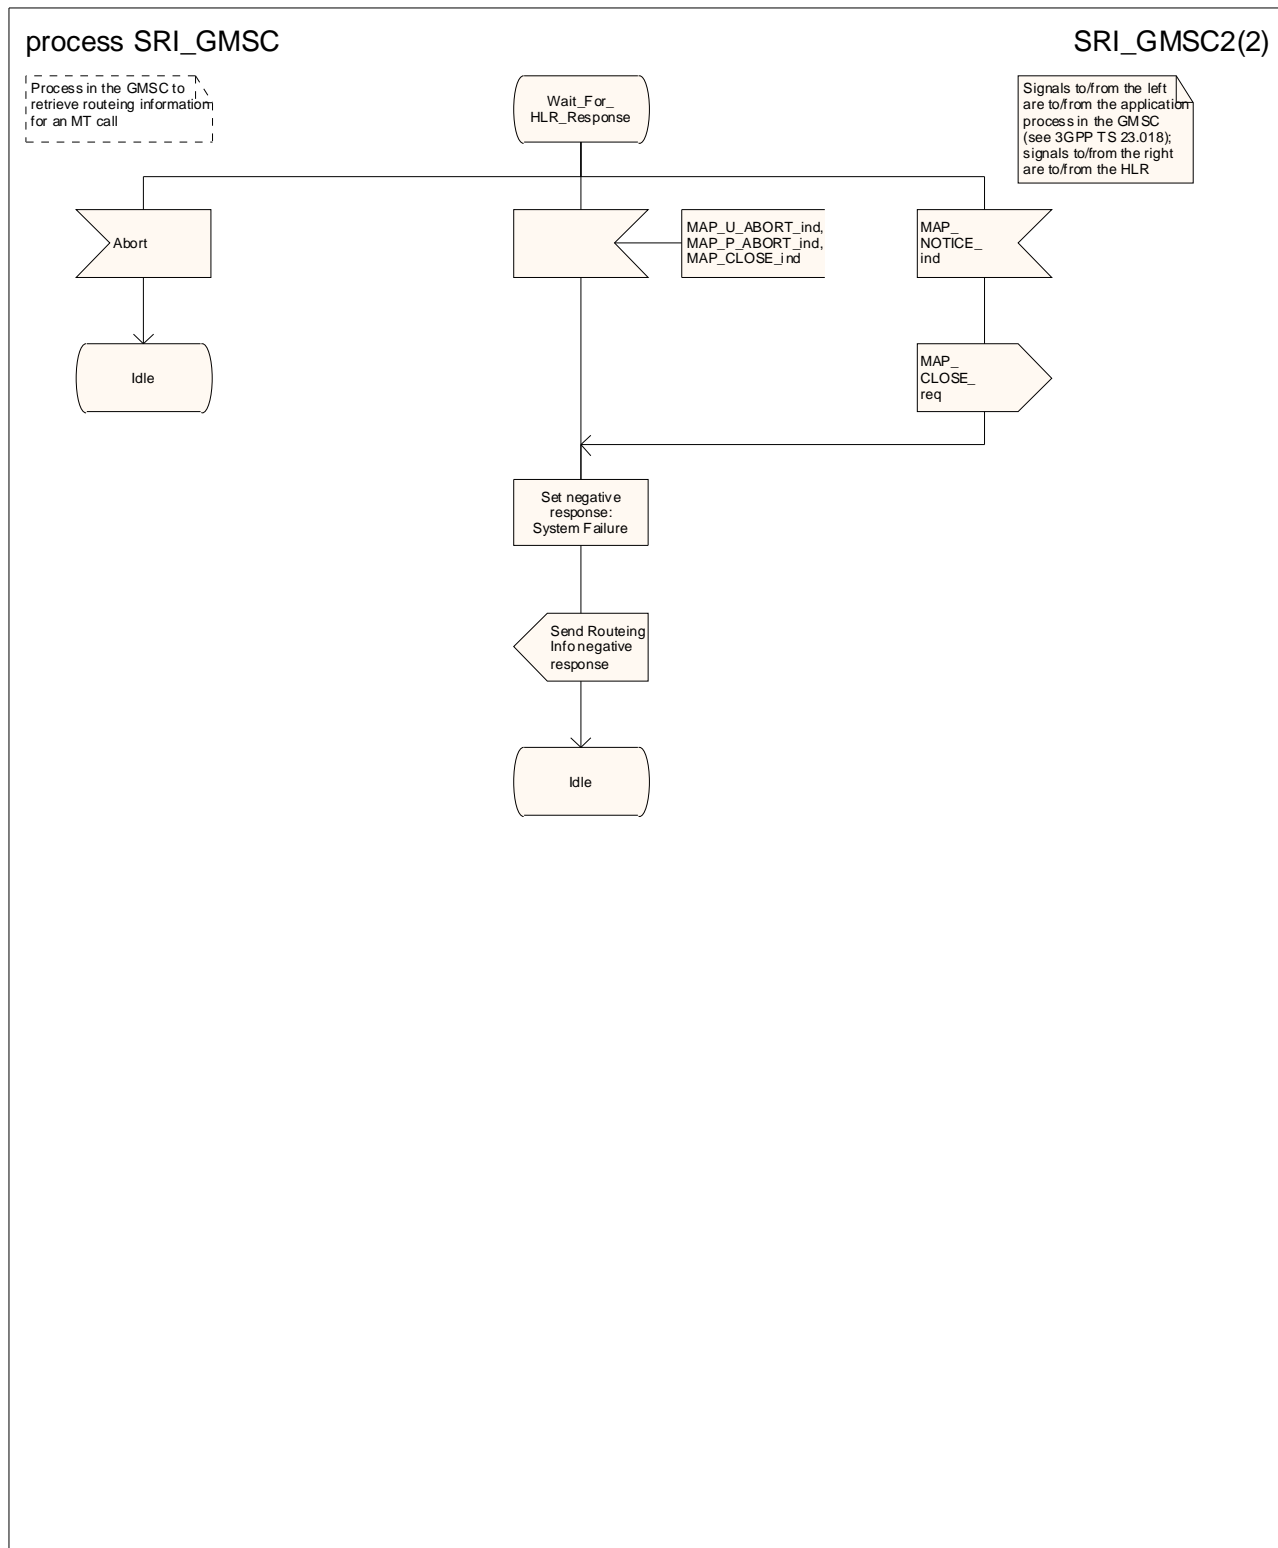 process SRI_GMSC
SRI_GMSC2(2)
Process in the GMSC to
retrieve routeing information
for an MT call
Wait_For_
HLR_Response
Signals to/from the left
are to/from the application
process in the GMSC
(see 3GPP TS 23.018);
signals to/from the right
are to/from the HLR
Abort
MAP_U_ABORT_ind,
MAP_P_ABORT_ind,
MAP_CLOSE_ind
MAP_
NOTICE_
ind
Idle
MAP_
CLOSE_
req
Set negative
response:
System Failure
Send Routeing
Info negative
response
Idle